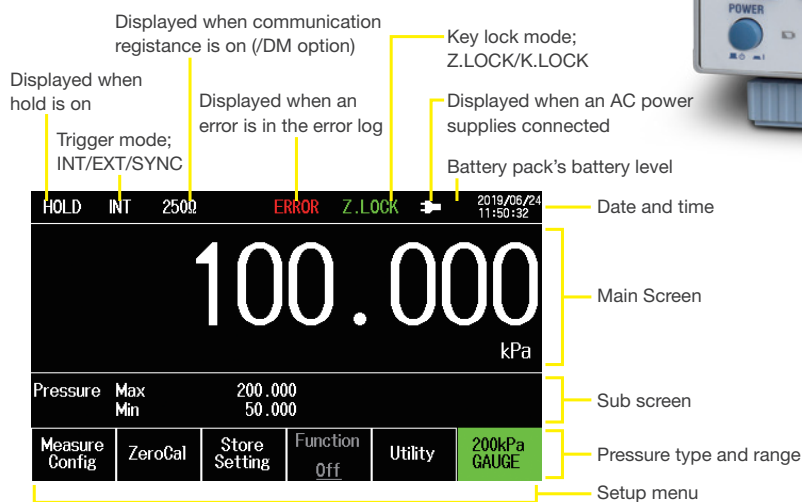 Displayed when communication
registance is on (/DM option)
Key lock mode;
Z.LOCK/K.LOCK
POWER
Displayed when
hold is on
Displayed when an
error is in the error log
Displayed when an AC power
supplies connected
Trigger mode;
INT/EXT/SYNC
Battery pack's battery level
HOLD INT 250Ω ERROR Z.LOCK 2019/06/24
11:50:32
Date and time
100.000
kPa
Main Screen
Pressure Max 200.000
Min 50.000
Sub screen
Measure
Config
ZeroCal
Store
Setting
Function
Off
Utility
200kPa
GAUGE
Pressure type and range
Setup menu